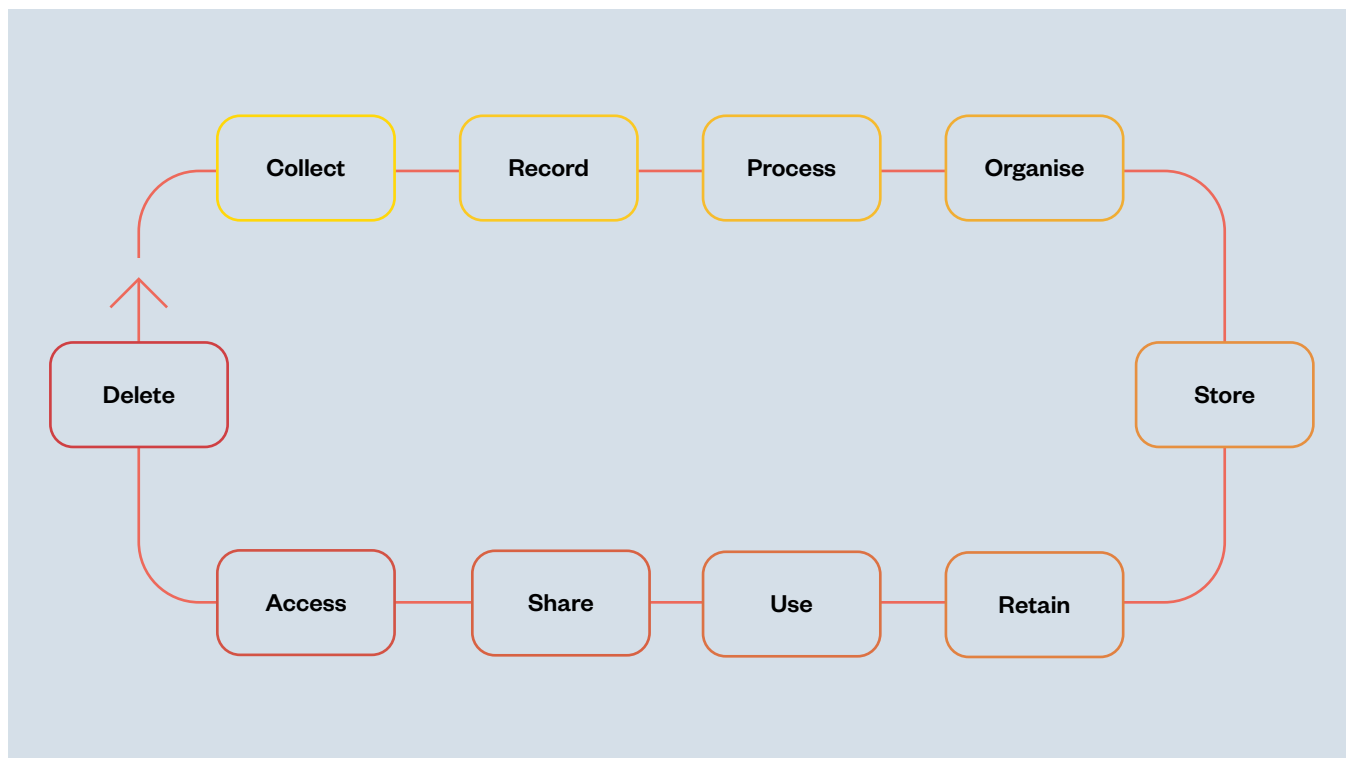 Collect
Record
Process
Organise
Store
Retain
Use
Share
Access
Delete